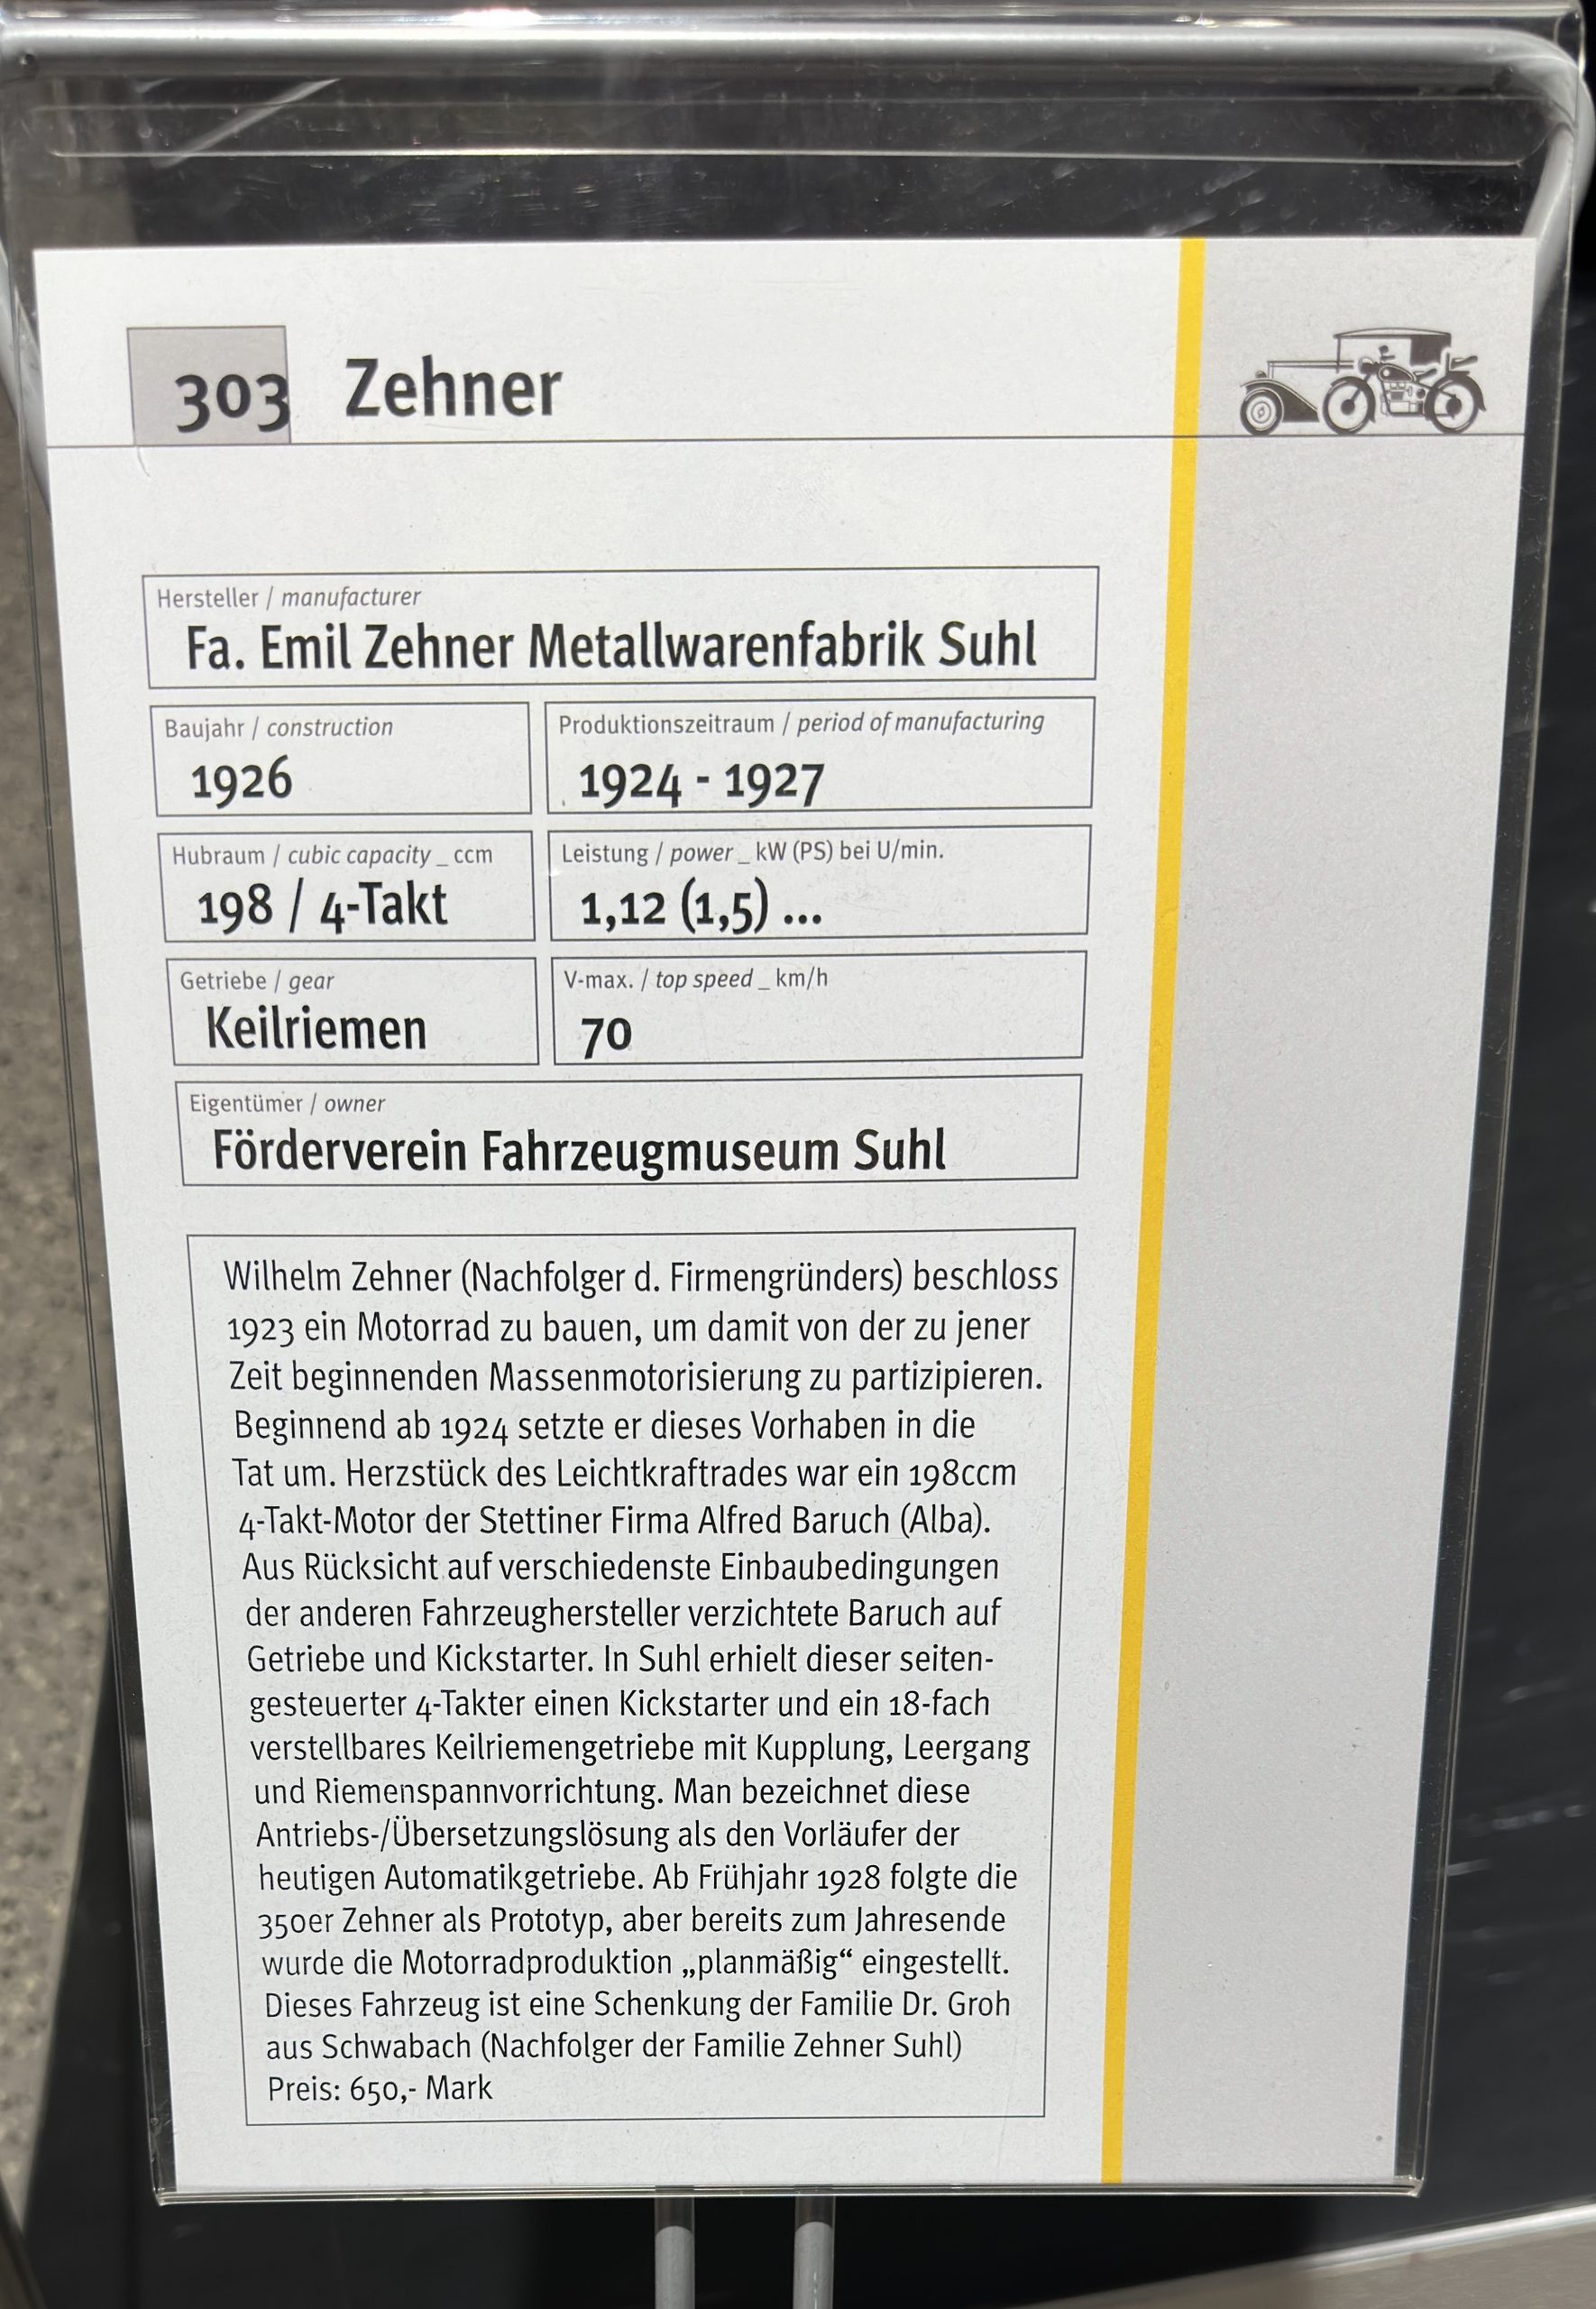 303 Zehner
Hersteller / manufacturer
Fa. Emil Zehner Metallwarenfabrik Suhl
Baujahr / construction
1926
Produktionszeitraum / period of manufacturing
1924 - 1927
Hubraum / cubic capacity _ ccm
198 / 4-Takt
Leistung / power _ kW (PS) bei U/min.
1,12 (1,5) ...
Getriebe / gear
Keilriemen
V-max. / top speed _ km/h
70
Eigentümer / owner
Förderverein Fahrzeugmuseum Suhl
Wilhelm Zehner (Nachfolger d. Firmengründers) beschloss
1923 ein Motorrad zu bauen, um damit von der zu jener
Zeit beginnenden Massenmotorisierung zu partizipieren.
Beginnend ab 1924 setzte er dieses Vorhaben in die
Tat um. Herzstück des Leichtkraftrades war ein 198ccm
4-Takt-Motor der Stettiner Firma Alfred Baruch (Alba).
Aus Rücksicht auf verschiedenste Einbaubedingungen
der anderen Fahrzeughersteller verzichtete Baruch auf
Getriebe und Kickstarter. In Suhl erhielt dieser seiten-
gesteuerter 4-Takter einen Kickstarter und ein 18-fach
verstellbares Keilriemengetriebe mit Kupplung, Leergang
und Riemenspannvorrichtung. Man bezeichnet diese
Antriebs-/Übersetzungslösung als den Vorläufer der
heutigen Automatikgetriebe. Ab Frühjahr 1928 folgte die
350er Zehner als Prototyp, aber bereits zum Jahresende
wurde die Motorradproduktion „planmäßig“ eingestellt.
Dieses Fahrzeug ist eine Schenkung der Familie Dr. Groh
aus Schwabach (Nachfolger der Familie Zehner Suhl)
Preis: 650,- Mark